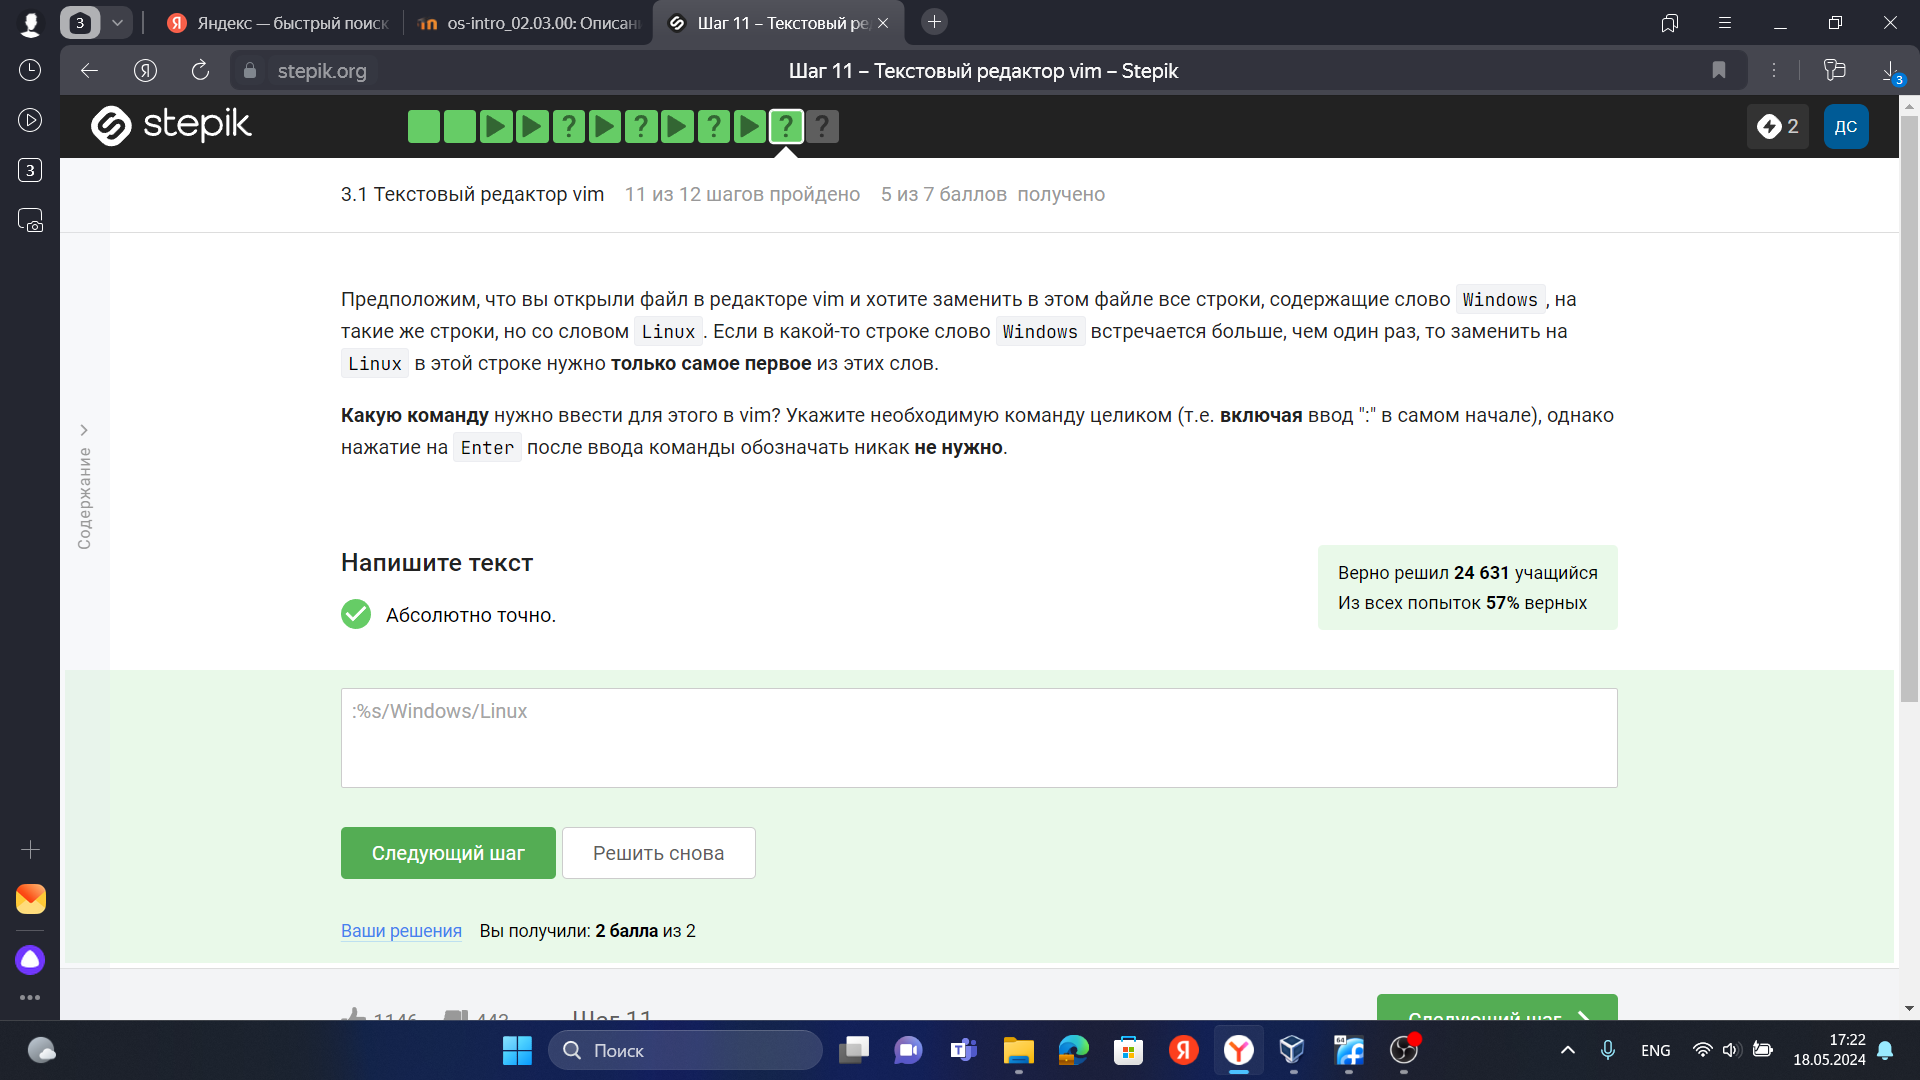 3
Яндекс — быстрый поиск
os-intro_02.03.00: Описан
Шаг 11 – Текстовый ре
stepik.org
Шаг 11 – Текстовый редактор vim – Stepik
3
3
stepik
? ? ? ? ?
2
ДС
3.1 Текстовый редактор vim 11 из 12 шагов пройдено 5 из 7 баллов получено
Содержание
Предположим, что вы открыли файл в редакторе vim и хотите заменить в этом файле все строки, содержащие слово Windows, на
такие же строки, но со словом Linux. Если в какой-то строке слово Windows встречается больше, чем один раз, то заменить на
Linux в этой строке нужно только самое первое из этих слов.
Какую команду нужно ввести для этого в vim? Укажите необходимую команду целиком (т.е. включая ввод ":" в самом начале), однако
нажатие на Enter после ввода команды обозначать никак не нужно.
Напишите текст
Абсолютно точно.
Верно решил 24 631 учащийся
Из всех попыток 57% верных
:%s/Windows/Linux
Следующий шаг
Решить снова
Ваши решения Вы получили: 2 балла из 2
1146 443 Шаг 11
Следующий шаг
Поиск
ENG
17:22
18.05.2024